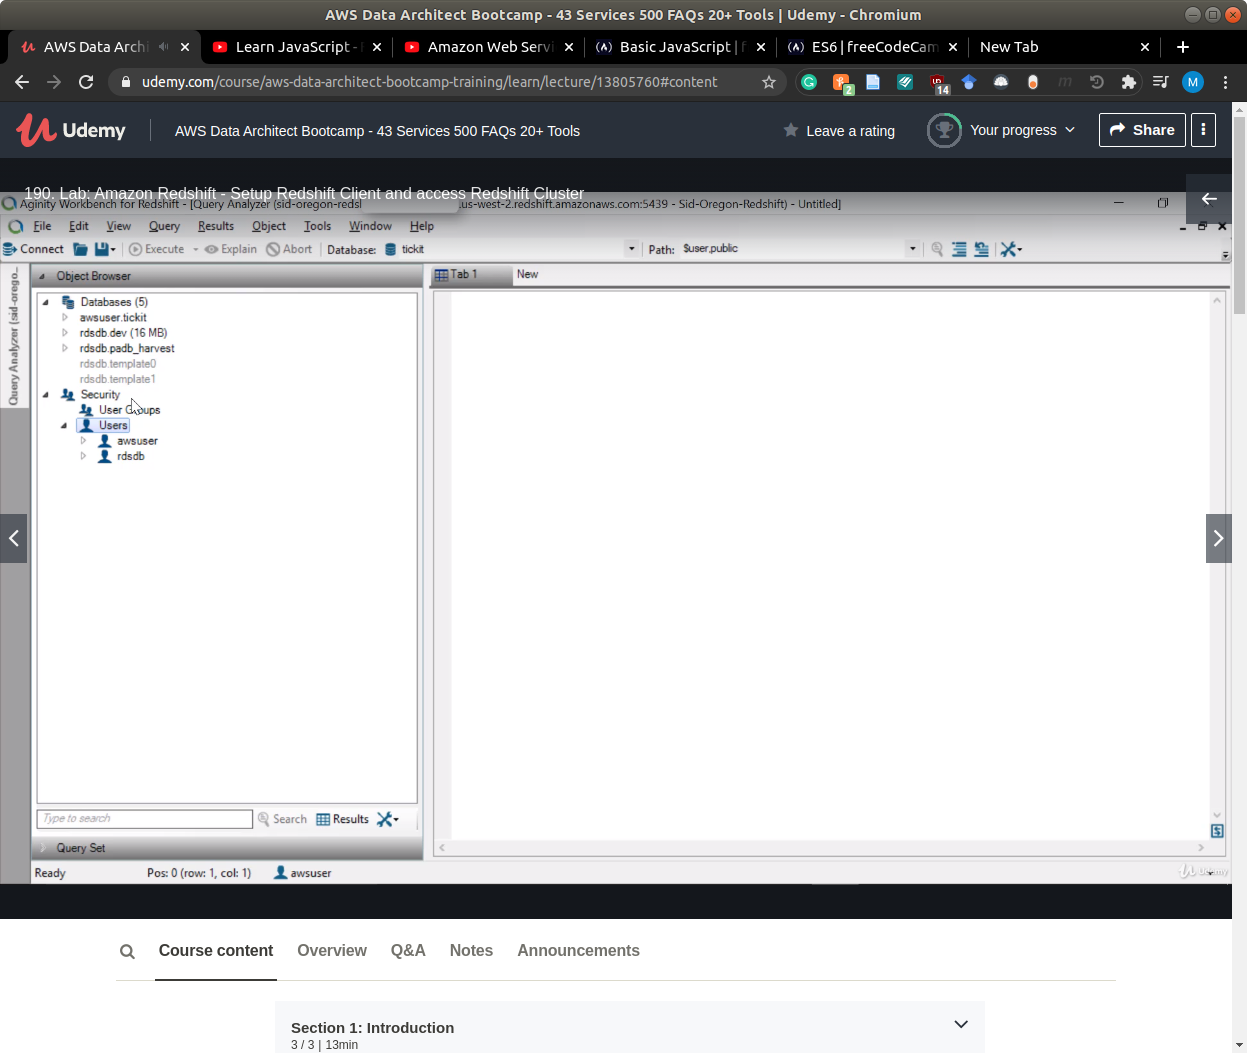 AWS Data Architect Bootcamp - 43 Services 500 FAQs 20+ Tools | Udemy - Chromium
AWS Data Archi
Learn JavaScript -
Amazon Web Servi
Basic JavaScript | f
ES6 | freeCodeCam
New Tab
udemy.com/course/aws-data-architect-bootcamp-training/learn/lecture/13805760#content
2
14
M
Udemy
AWS Data Architect Bootcamp - 43 Services 500 FAQs 20+ Tools
Leave a rating
Your progress
Share
190. Lab: Amazon Redshift - Setup Redshift Client and access Redshift Cluster
Aginity Workbench for Redshift - [Query Analyzer (sid-oregon-redsl
.us-west-2.redshift.amazonaws.com:5439 - Sid-Oregon-Redshift) - Untitled]
File Edit View Query Results Object Tools Window Help
Connect Execute Explain Abort Database: tickit Path: $user,public
Query Analyzer (sid-orego...
Object Browser
Tab 1
New
Databases (5)
awsuser.tickit
rdsdb.dev (16 MB)
rdsdb.padb_harvest
rdsdb.template0
rdsdb.template1
Security
User Groups
Users
awsuser
rdsdb
Type to search
Search
Results
Query Set
Ready
Pos: 0 (row: 1, col: 1)
awsuser
Udemy
Course content
Overview
Q&A
Notes
Announcements
Section 1: Introduction
3 / 3 | 13min